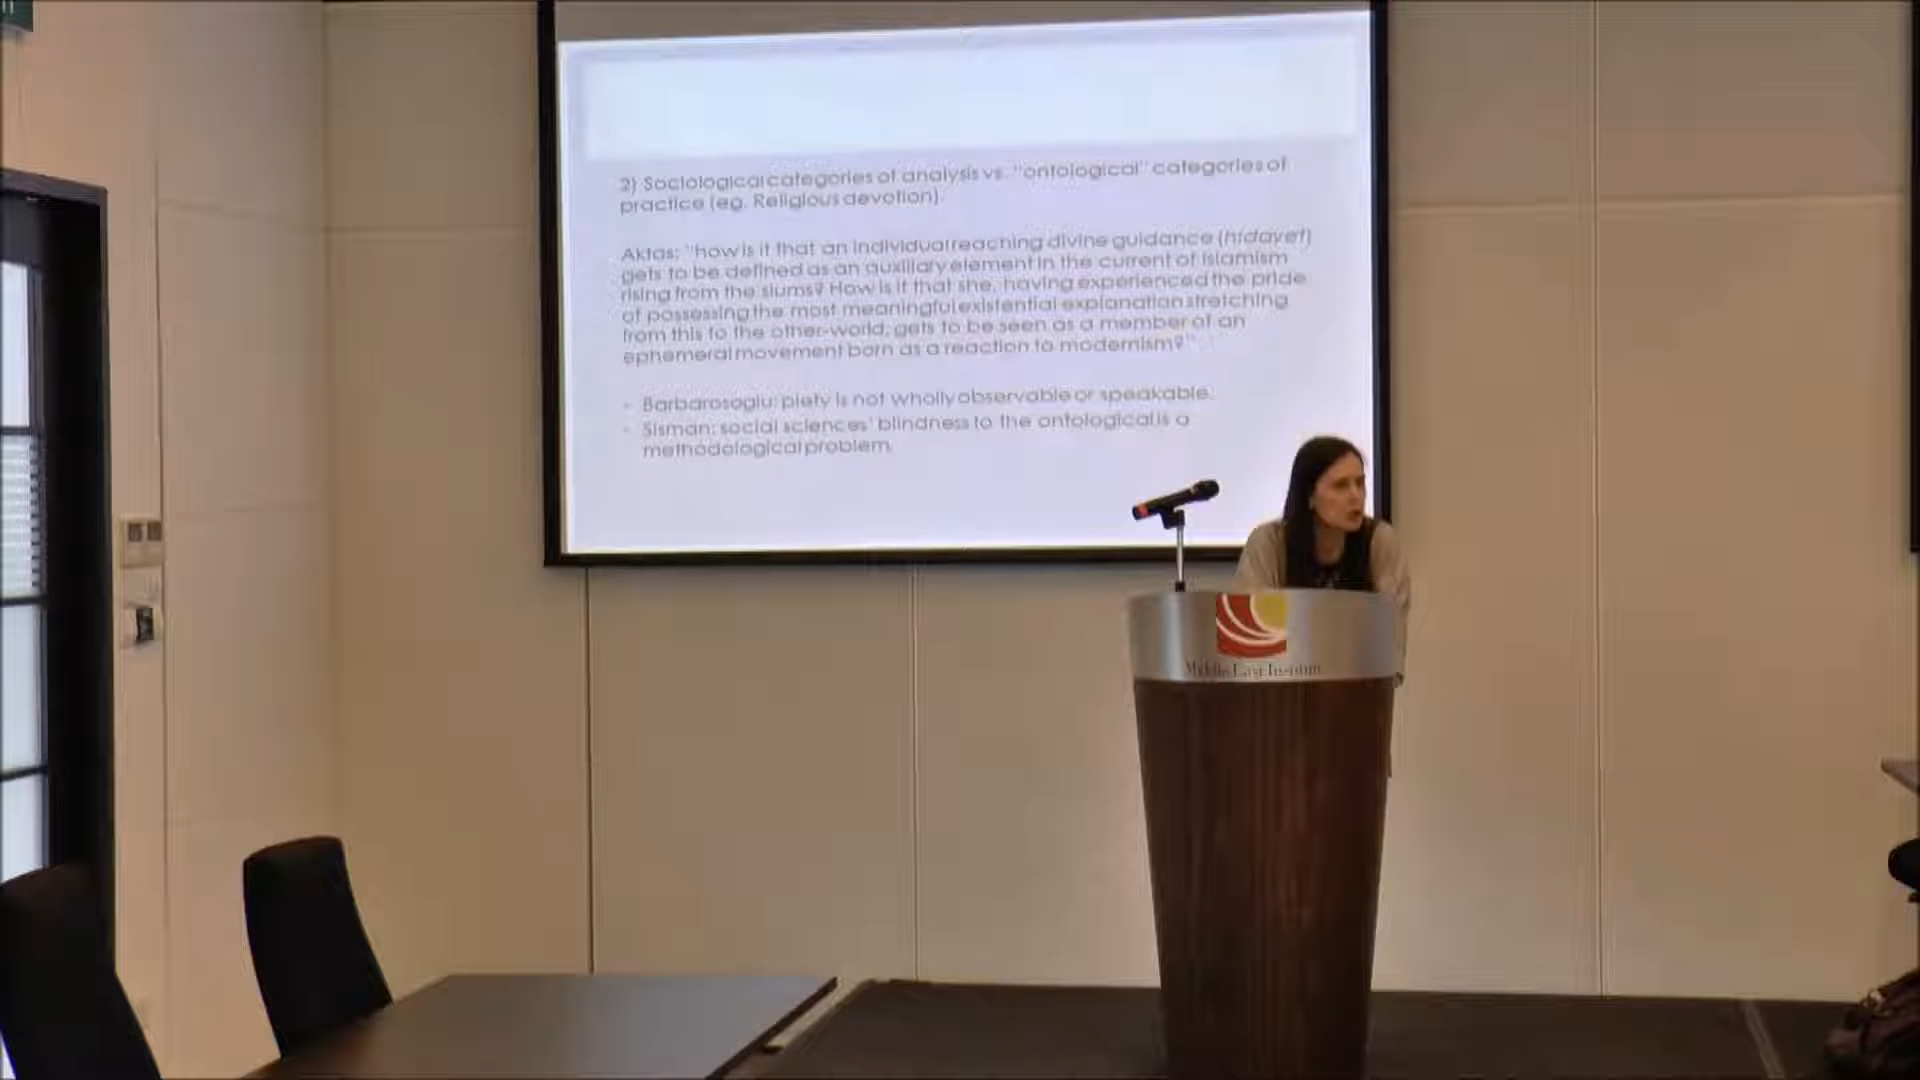 2) Sociological categories of analysis vs. "ontological" categories of
practice (eg. Religious devotion).
Aktas: "how is it that an individual reaching divine guidance (hidayet)
gets to be defined as an auxiliary element in the current of Islamism
rising from the slums? How is it that she, having experienced the pride
of possessing the most meaningful existential explanation stretching
from this to the other-world, gets to be seen as a member of an
ephemeral movement born as a reaction to modernism?"
- Barbarosoglu: piety is not wholly observable or speakable.
- Sisman: social sciences' blindness to the ontological is a
methodological problem.
Middle East Institute